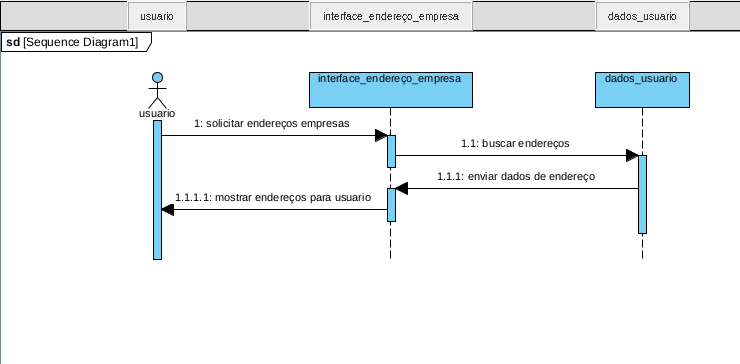 usuario
interface_endereço_empresa
dados_usuario
sd [Sequence Diagram1]
interface_endereço_empresa
dados_usuario
usuario
1: solicitar endereços empresas
1.1: buscar endereços
1.1.1: enviar dados de endereço
1.1.1.1: mostrar endereços para usuario